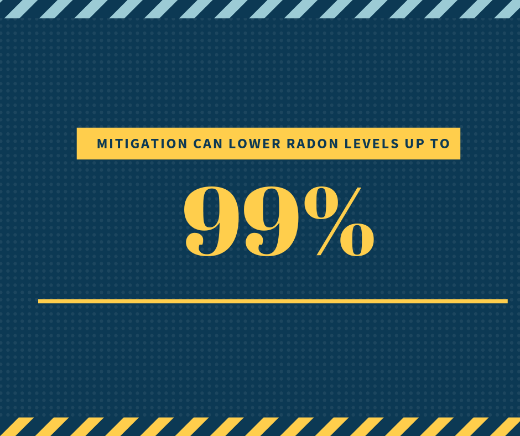 MITIGATION CAN LOWER RADON LEVELS UP TO
99%